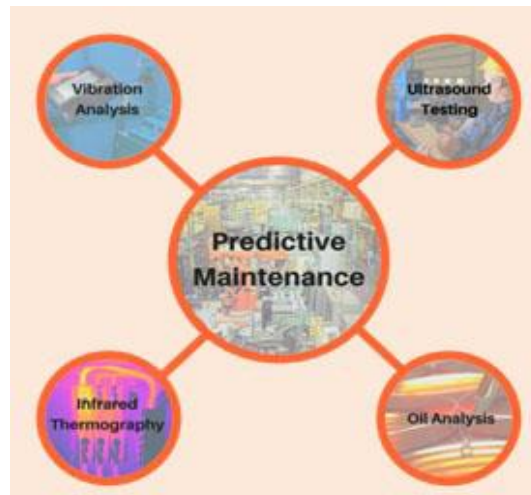 Vibration
Analysis
Ultrasound
Testing
Predictive
Maintenance
Infrared
Thermography
Oil Analysis